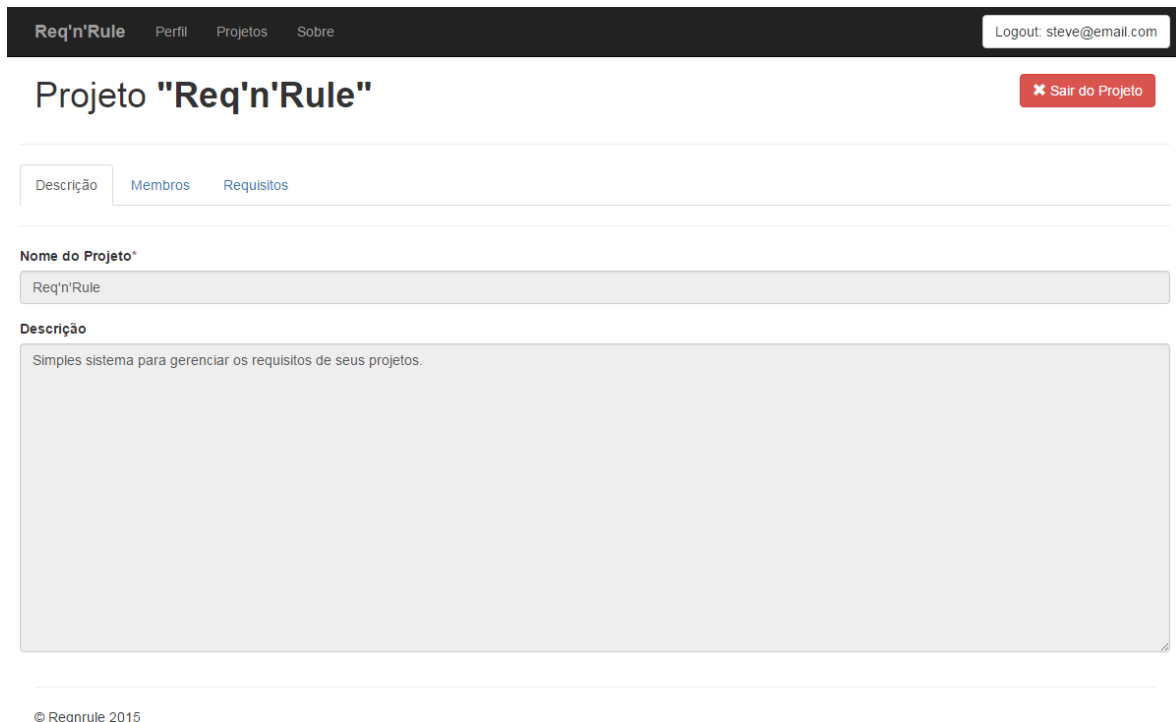 Req'n'Rule Perfil Projetos Sobre Logout: steve@email.com
Projeto "Req'n'Rule" ✖ Sair do Projeto
Descrição Membros Requisitos
Nome do Projeto*
Req'n'Rule
Descrição
Simples sistema para gerenciar os requisitos de seus projetos.
© Reqnrule 2015